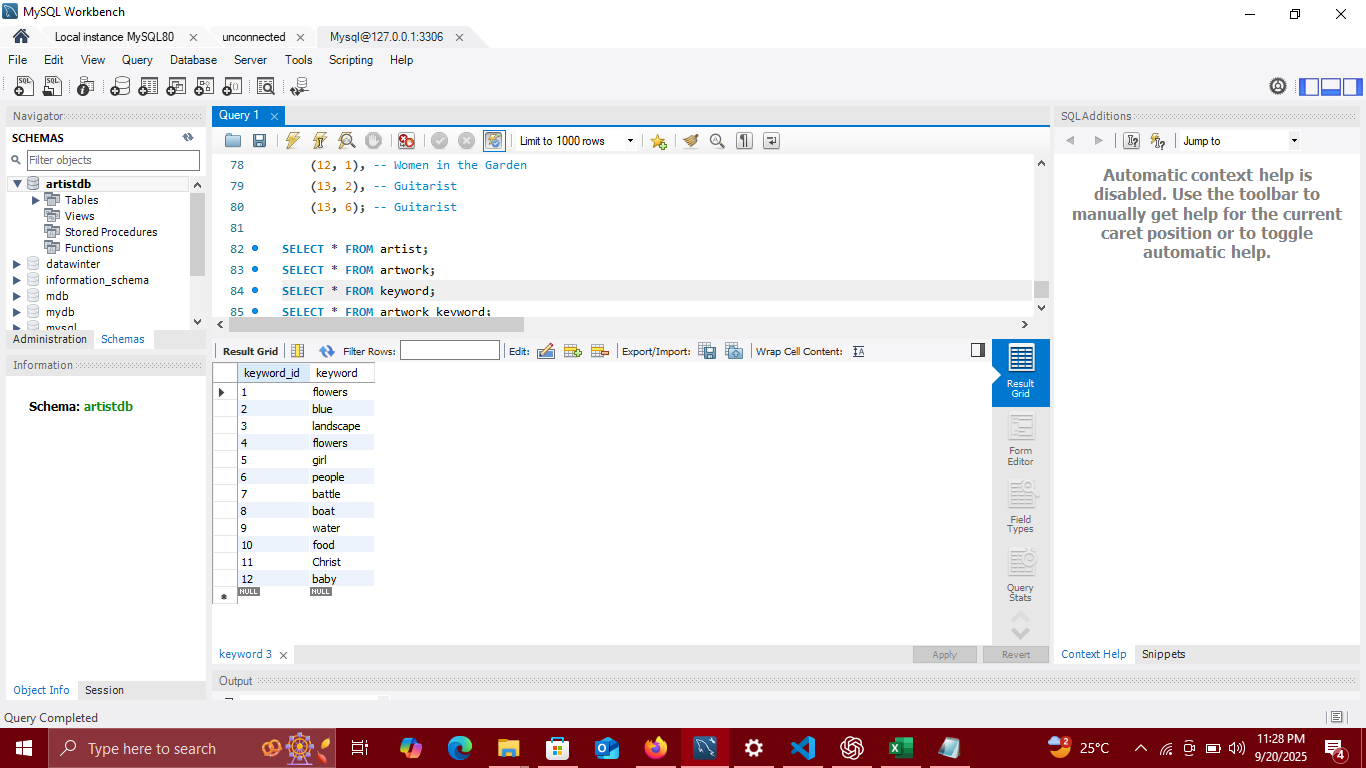 MySQL Workbench
Local instance MySQL80 unconnected Mysql@127.0.0.1:3306
File Edit View Query Database Server Tools Scripting Help
Navigator
SCHEMAS
Filter objects
artistdb
Tables
Views
Stored Procedures
Functions
datawinter
information_schema
mdb
mydb
mysql
Administration Schemas
Information
Schema: artistdb
Object Info Session
Query 1
Limit to 1000 rows
78 (12, 1), -- Women in the Garden
79 (13, 2), -- Guitarist
80 (13, 6); -- Guitarist
81
82 SELECT * FROM artist;
83 SELECT * FROM artwork;
84 SELECT * FROM keyword;
85 SELECT * FROM artwork_keyword;
Result Grid Filter Rows: Edit: Export/Import: Wrap Cell Content:
keyword_id keyword
1 flowers
2 blue
3 landscape
4 flowers
5 girl
6 people
7 battle
8 boat
9 water
10 food
11 Christ
12 baby
NULL NULL
Result
Grid
Form
Editor
Field
Types
Query
Stats
keyword 3 Apply Revert
Output
SQLAdditions
Jump to
Automatic context help is
disabled. Use the toolbar to
manually get help for the current
caret position or to toggle
automatic help.
Context Help Snippets
Query Completed
Type here to search
2
25°C
11:28 PM
9/20/2025
4